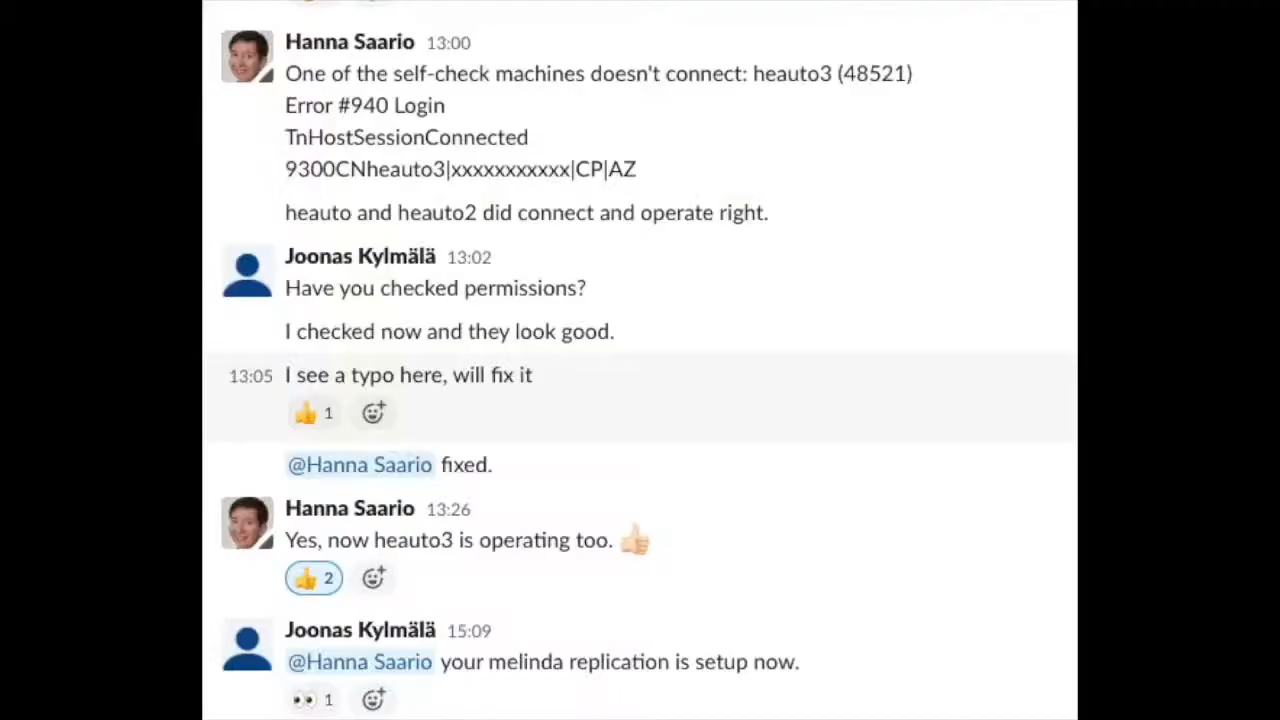 Hanna Saario 13:00
One of the self-check machines doesn't connect: heauto3 (48521)
Error #940 Login
TnHostSessionConnected
9300CNheauto3|xxxxxxxxxxx|CP|AZ
heauto and heauto2 did connect and operate right.
Joonas Kylmälä 13:02
Have you checked permissions?
I checked now and they look good.
13:05 I see a typo here, will fix it
👍 1
@Hanna Saario fixed.
Hanna Saario 13:26
Yes, now heauto3 is operating too. 👍🏻
👍 2
Joonas Kylmälä 15:09
@Hanna Saario your melinda replication is setup now.
👀 1